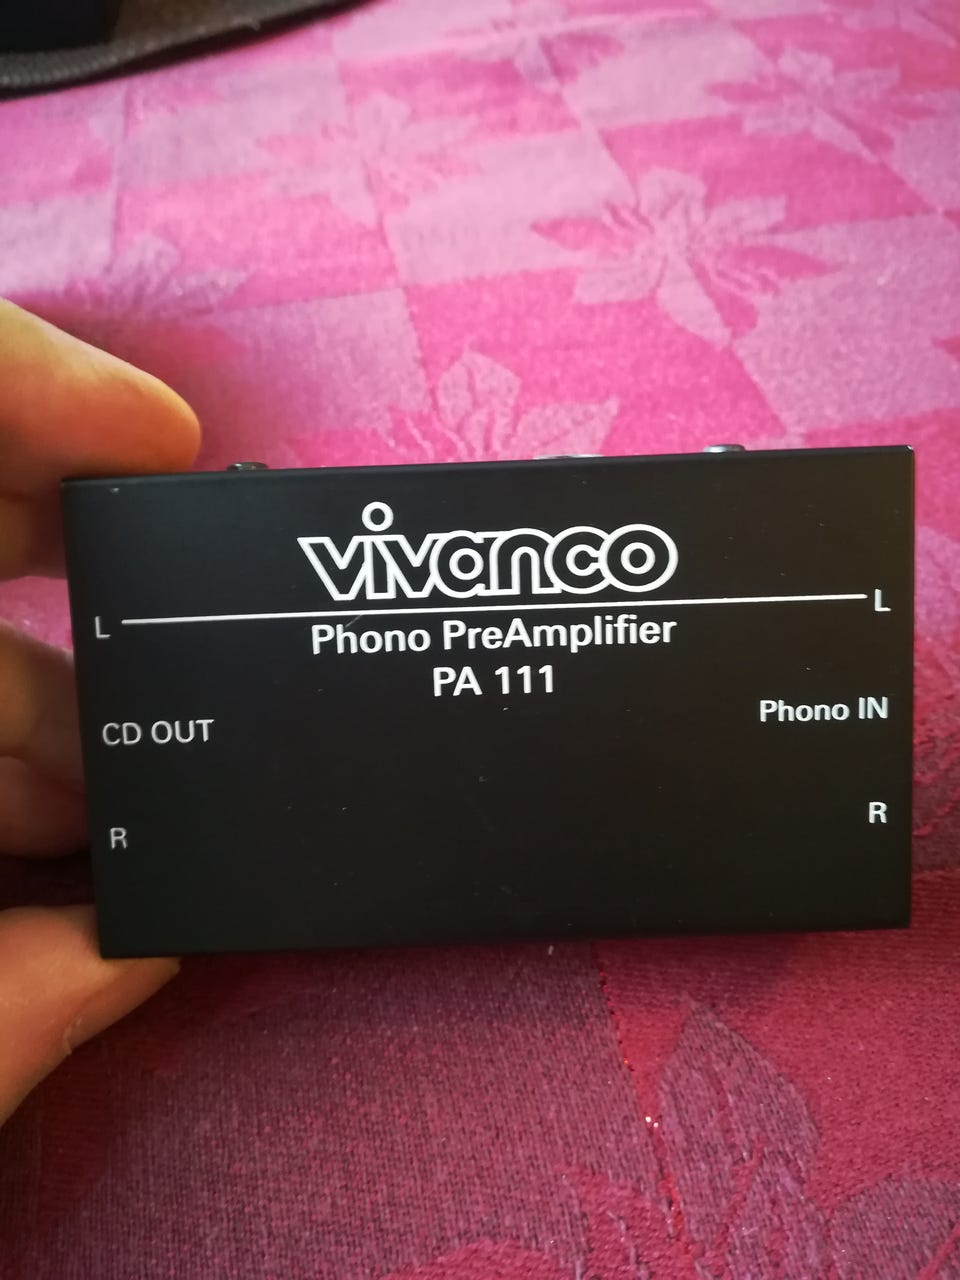 vivanco
L L
Phono PreAmplifier
PA 111
CD OUT Phono IN
R R